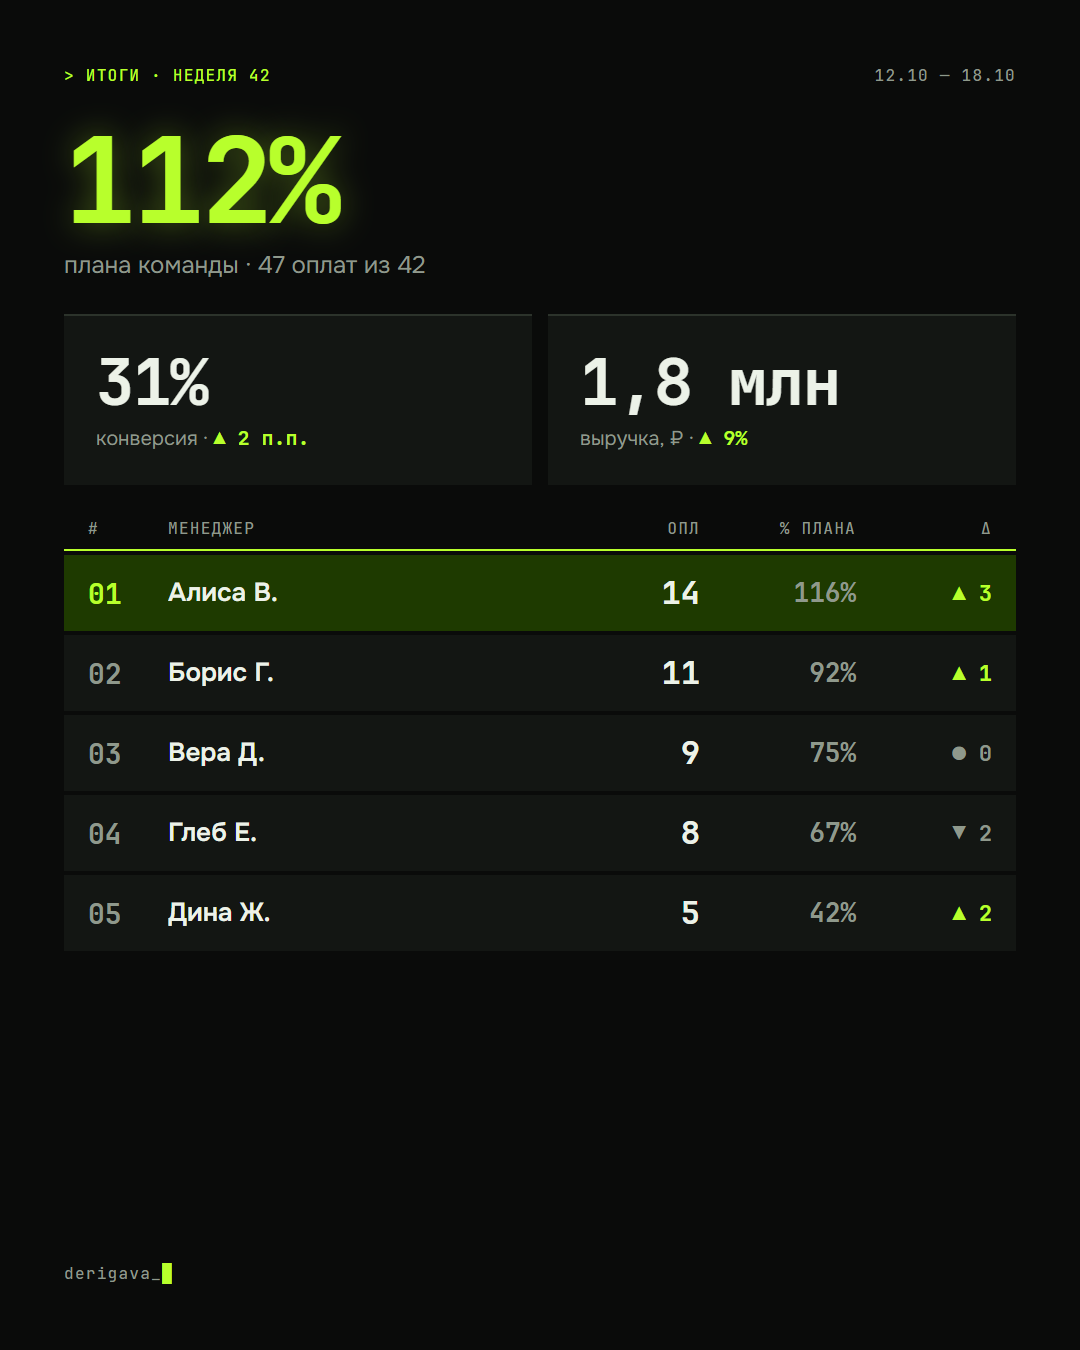 > ИТОГИ · НЕДЕЛЯ 42
12.10 — 18.10
112%
плана команды · 47 оплат из 42
31%
конверсия · ▲ 2 п.п.
1,8 млн
выручка, ₽ · ▲ 9%
# МЕНЕДЖЕР ОПЛ % ПЛАНА Δ
01 Алиса В. 14 116% ▲ 3
02 Борис Г. 11 92% ▲ 1
03 Вера Д. 9 75% ● 0
04 Глеб Е. 8 67% ▼ 2
05 Дина Ж. 5 42% ▲ 2
derigava_